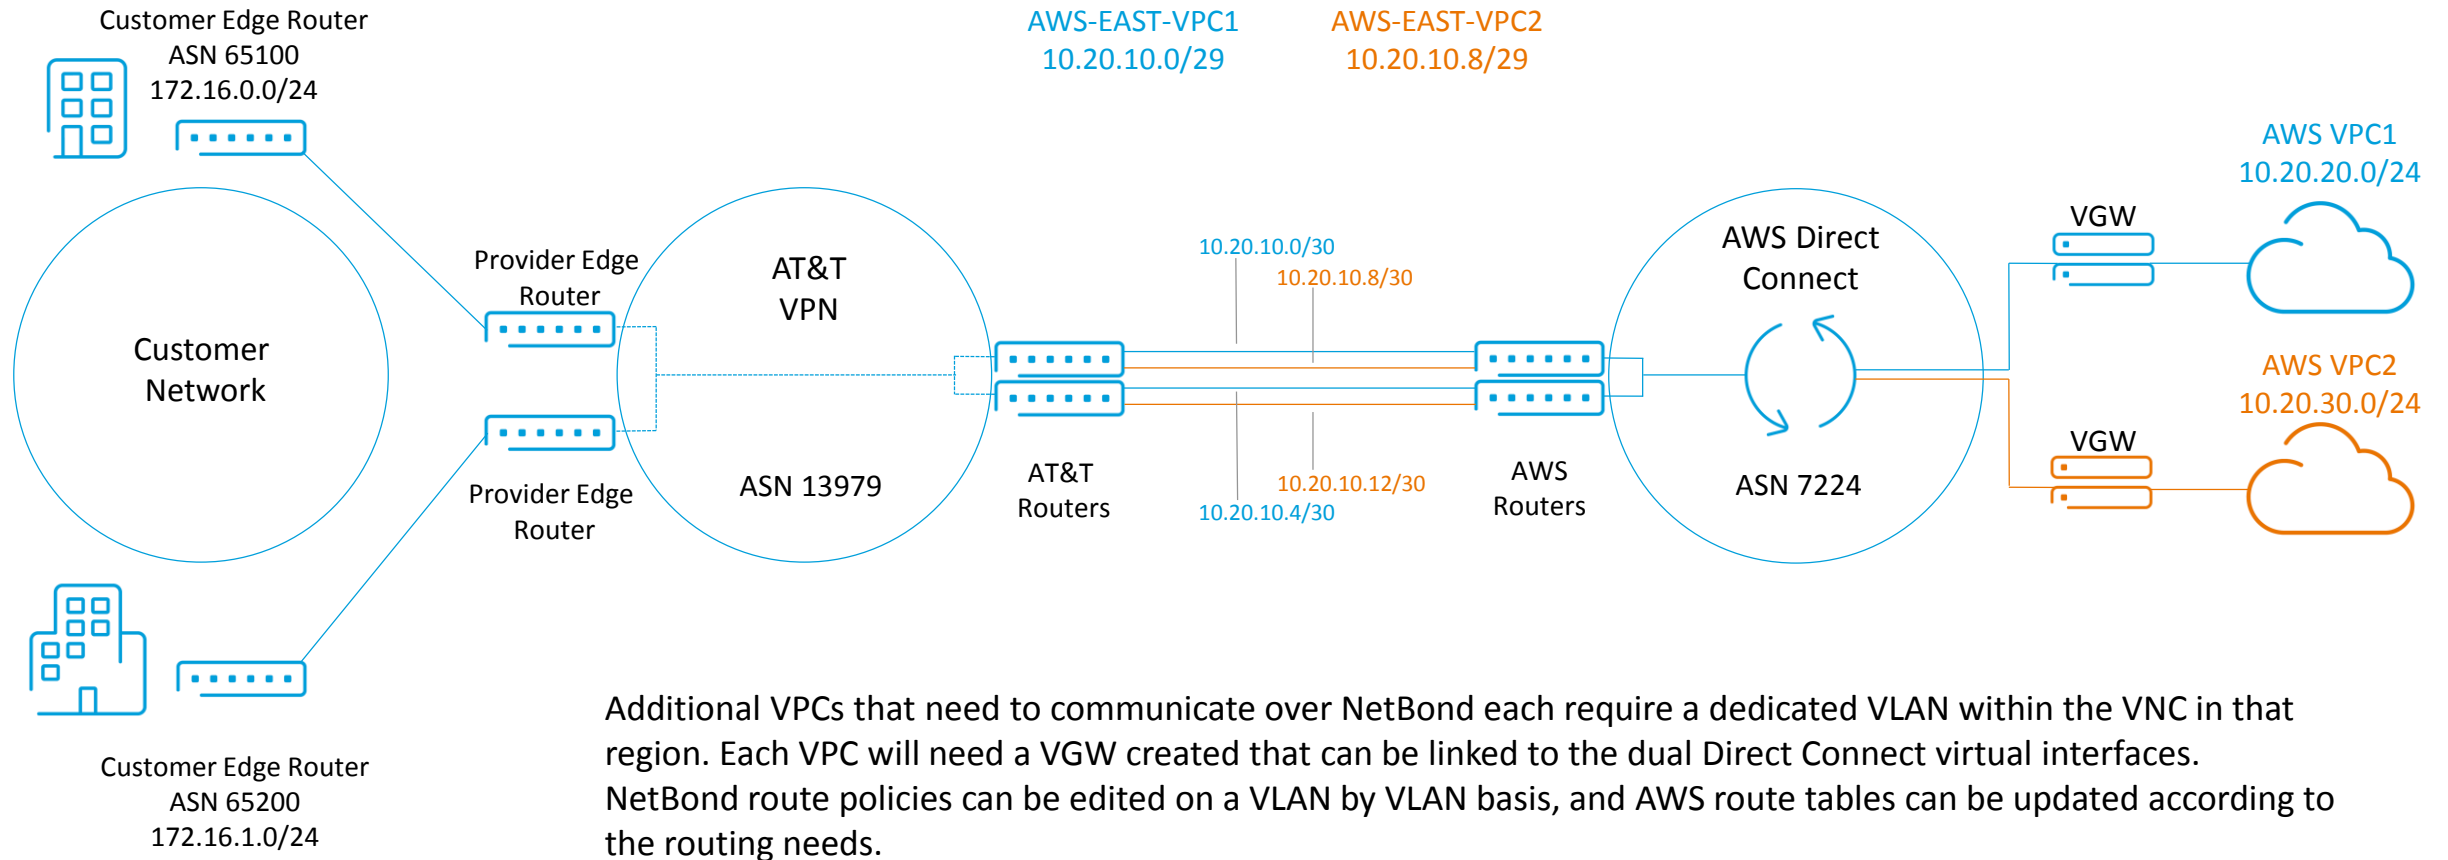 Customer Edge Router
ASN 65100
172.16.0.0/24
AWS-EAST-VPC1
10.20.10.0/29
AWS-EAST-VPC2
10.20.10.8/29
Customer
Network
Provider Edge
Router
Provider Edge
Router
AT&T
VPN
ASN 13979
AT&T
Routers
10.20.10.0/30
10.20.10.8/30
10.20.10.12/30
10.20.10.4/30
AWS
Routers
AWS Direct
Connect
ASN 7224
VGW
AWS VPC1
10.20.20.0/24
VGW
AWS VPC2
10.20.30.0/24
Customer Edge Router
ASN 65200
172.16.1.0/24
Additional VPCs that need to communicate over NetBond each require a dedicated VLAN within the VNC in that
region. Each VPC will need a VGW created that can be linked to the dual Direct Connect virtual interfaces.
NetBond route policies can be edited on a VLAN by VLAN basis, and AWS route tables can be updated according to
the routing needs.